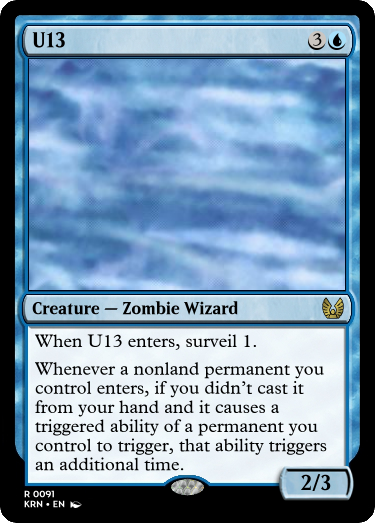 U13
3
Creature — Zombie Wizard
When U13 enters, surveil 1.
Whenever a nonland permanent you
control enters, if you didn't cast it
from your hand and it causes a
triggered ability of a permanent you
control to trigger, that ability triggers
an additional time.
2/3
R 0091
KRN • EN